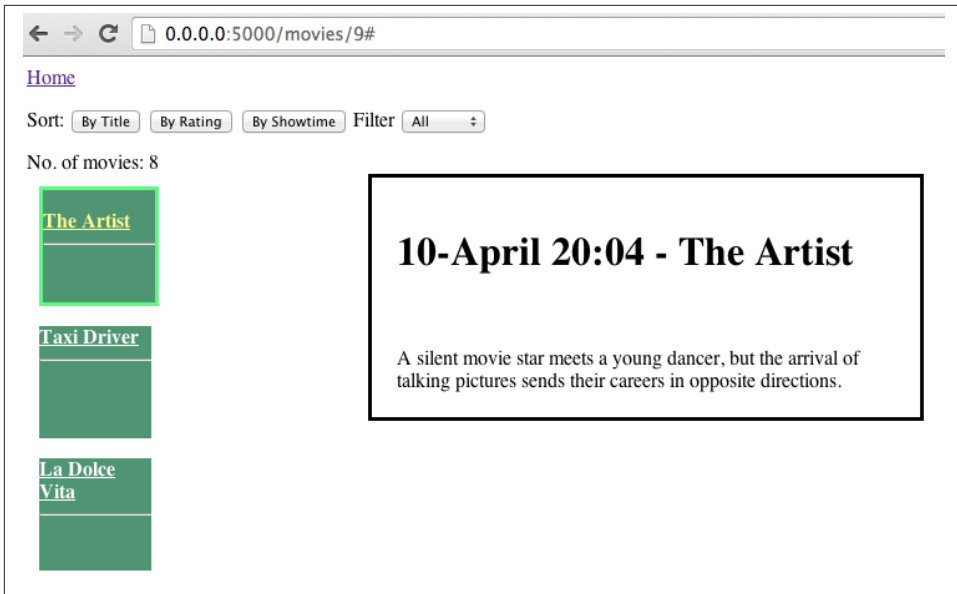 0.0.0.0:5000/movies/9#
Home
Sort: By Title By Rating By Showtime Filter All
No. of movies: 8
The Artist
Taxi Driver
La Dolce
Vita
10-April 20:04 - The Artist
A silent movie star meets a young dancer, but the arrival of
talking pictures sends their careers in opposite directions.